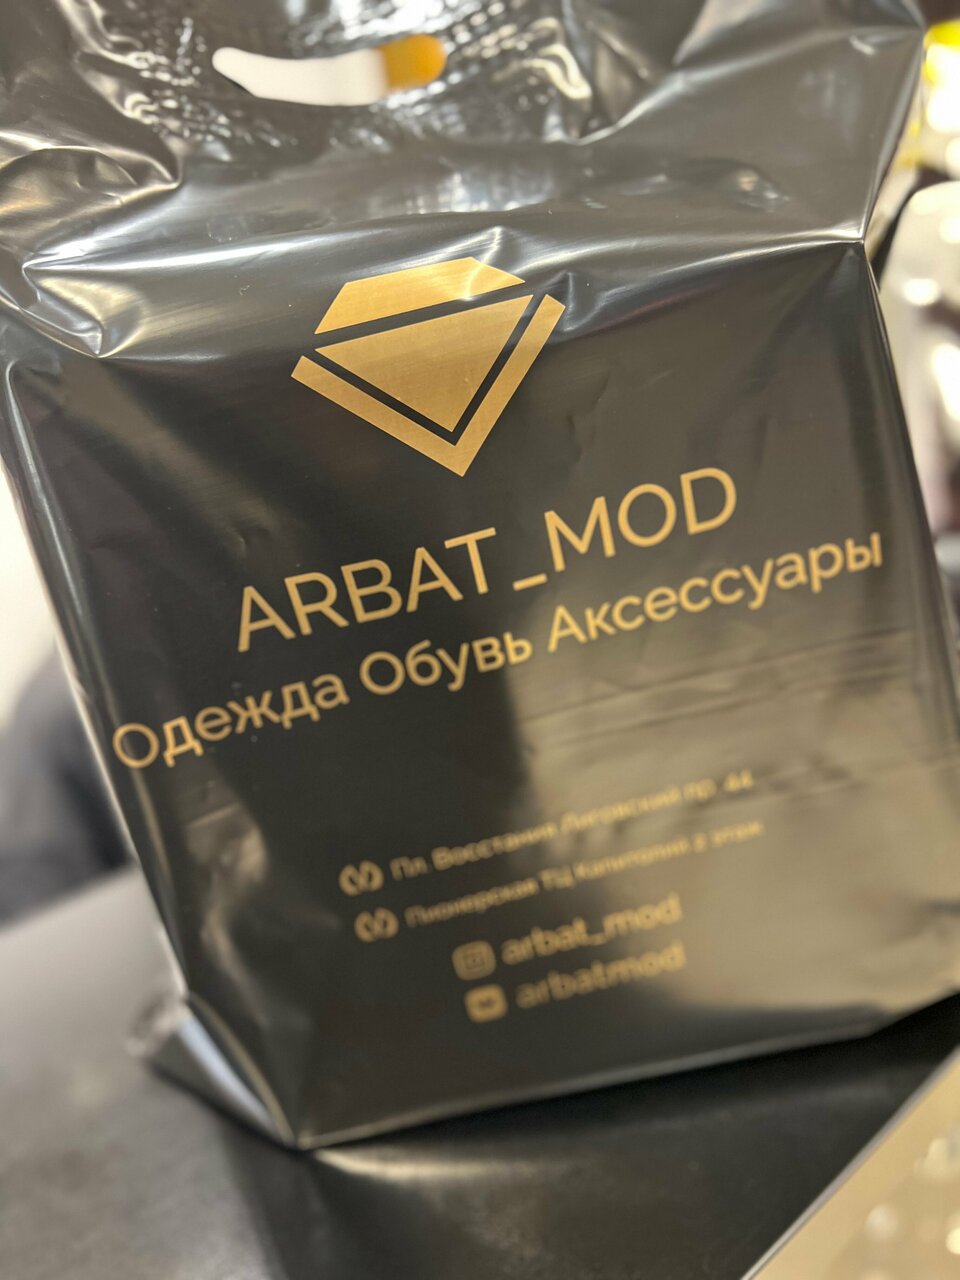 ARBAT_MOD
Одежда Обувь Аксессуары
Пл. Восстания Лиговский пр. 44
Пионерская ТЦ Капитолий 2 этаж
arbat_mod
arbatmod